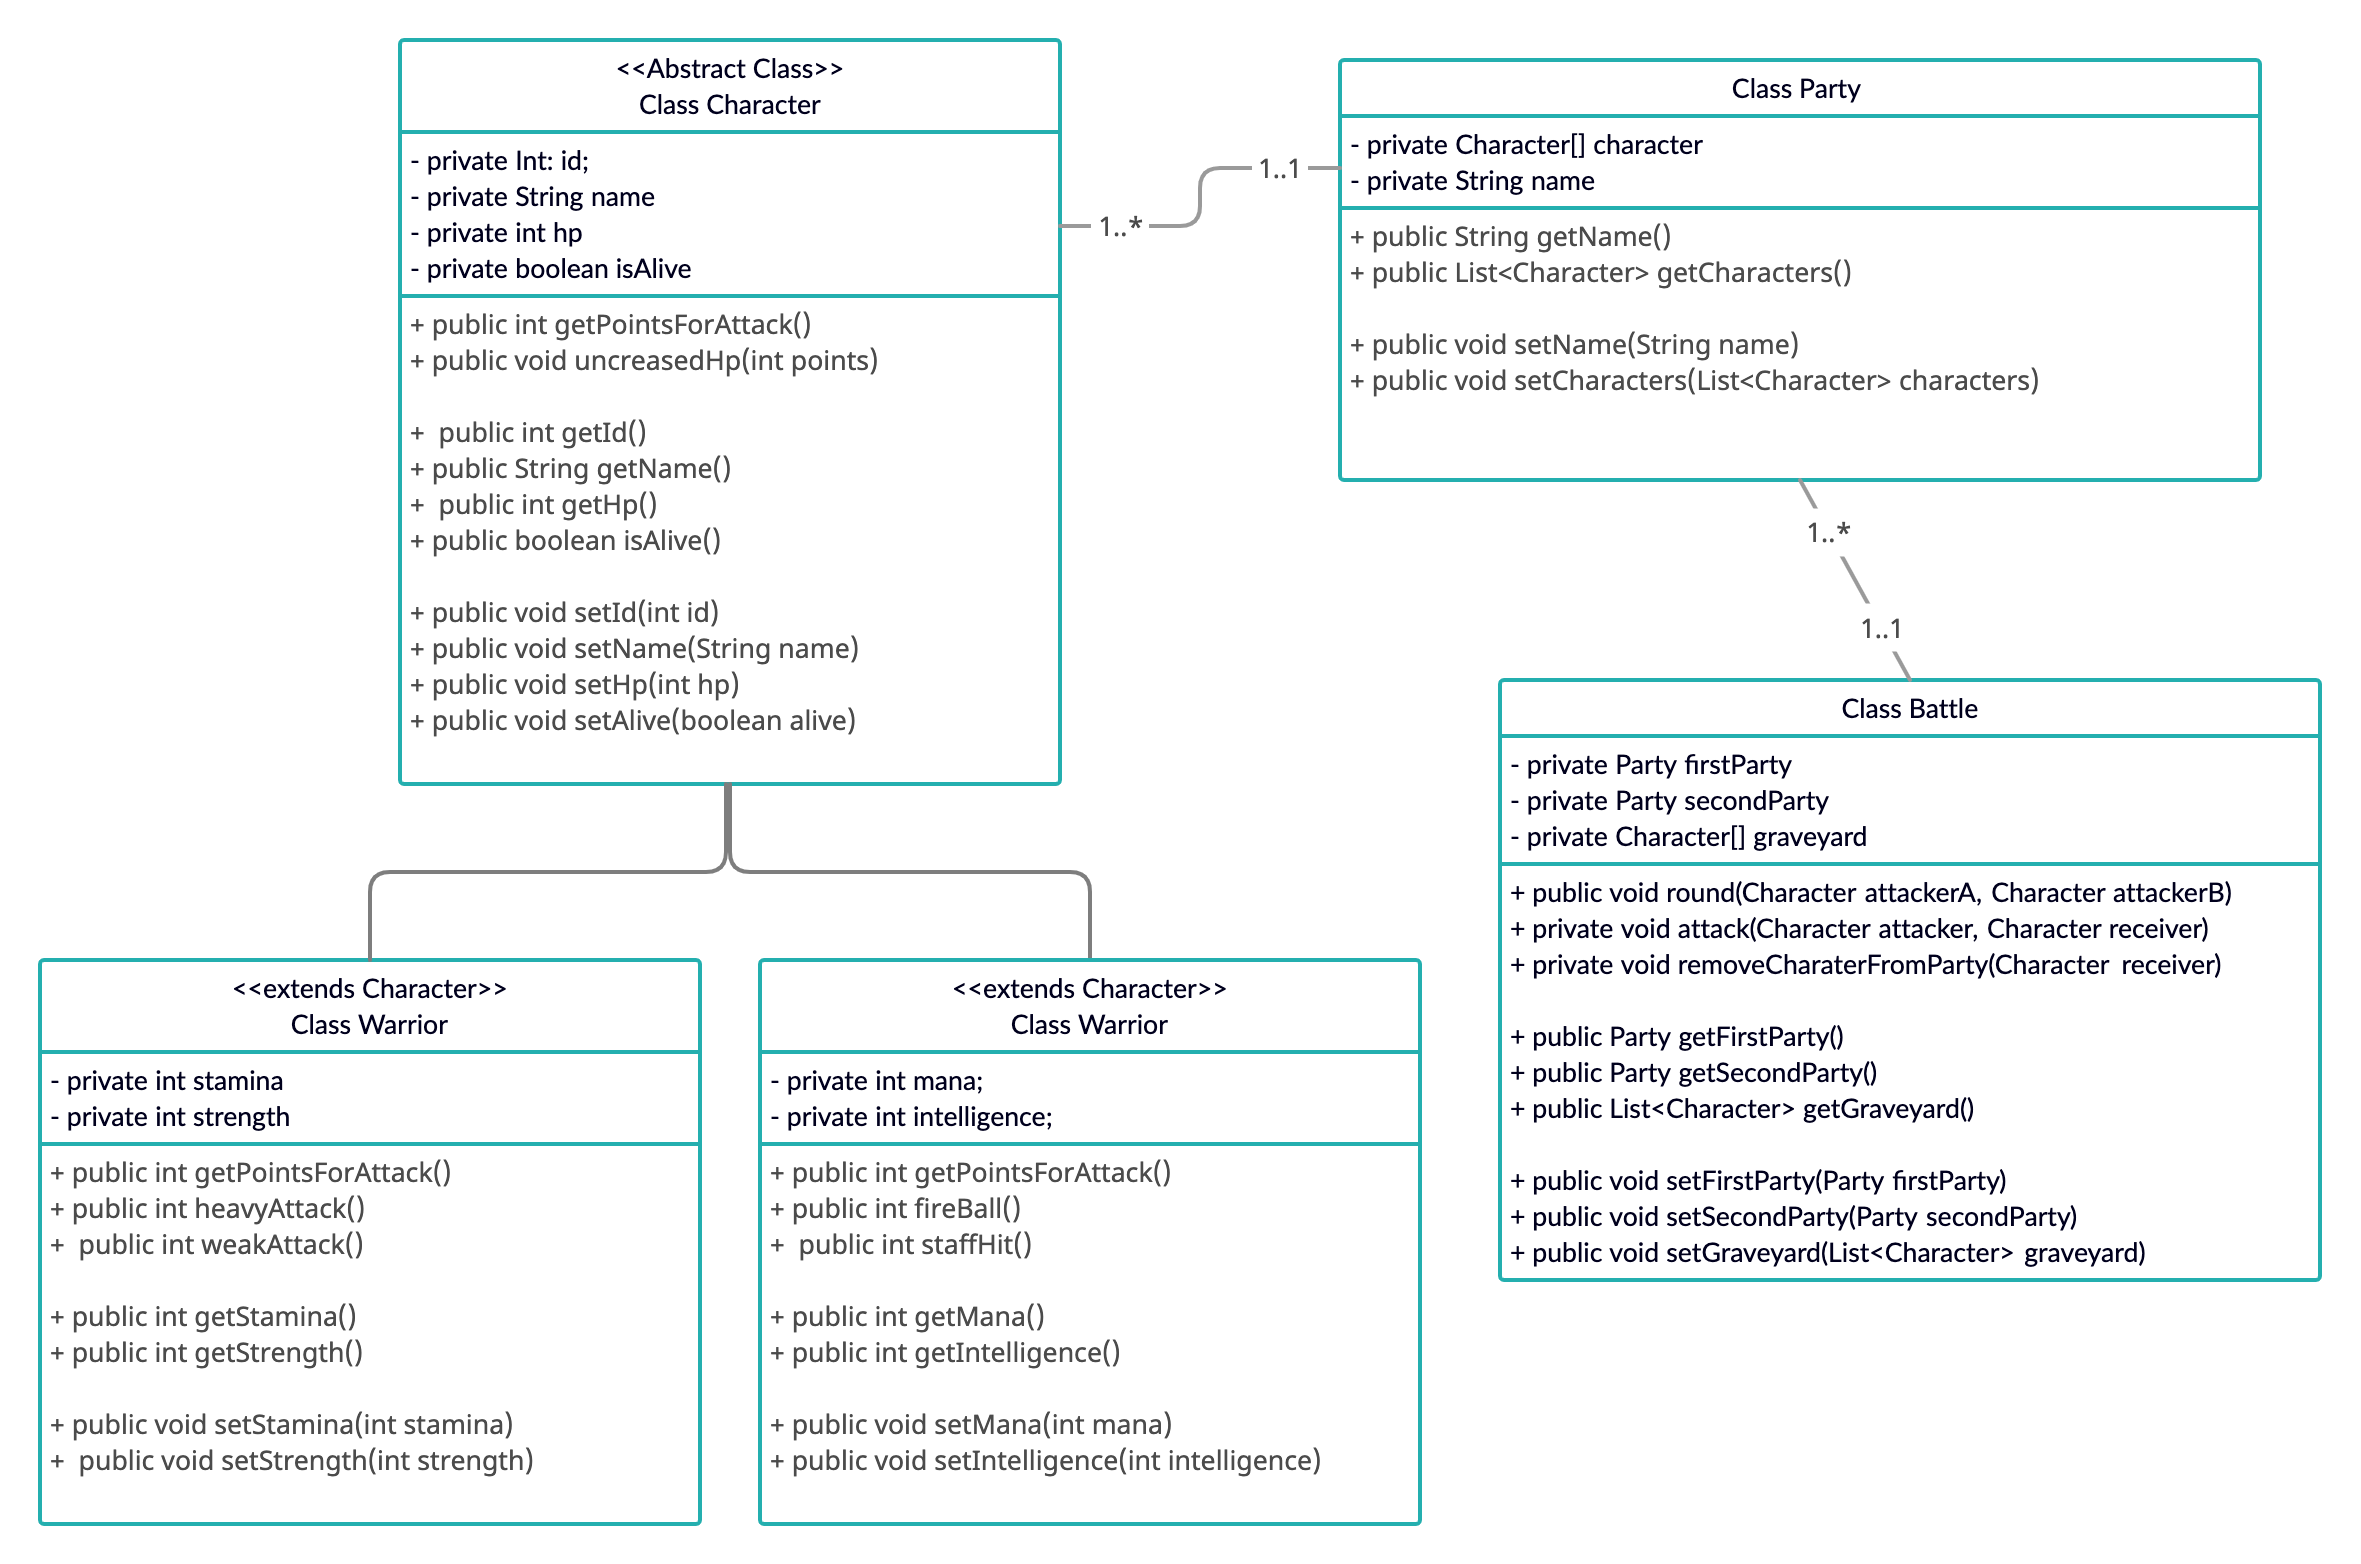 <<Abstract Class>>
Class Character
- private Int: id;
- private String name
- private int hp
- private boolean isAlive
+ public int getPointsForAttack()
+ public void uncreasedHp(int points)
+  public int getId()
+ public String getName()
+  public int getHp()
+ public boolean isAlive()
+ public void setId(int id)
+ public void setName(String name)
+ public void setHp(int hp)
+ public void setAlive(boolean alive)
1..*
1..1
Class Party
- private Character[] character
- private String name
+ public String getName()
+ public List<Character> getCharacters()
+ public void setName(String name)
+ public void setCharacters(List<Character> characters)
1..*
1..1
Class Battle
- private Party firstParty
- private Party secondParty
- private Character[] graveyard
+ public void round(Character attackerA, Character attackerB)
+ private void attack(Character attacker, Character receiver)
+ private void removeCharaterFromParty(Character receiver)
+ public Party getFirstParty()
+ public Party getSecondParty()
+ public List<Character> getGraveyard()
+ public void setFirstParty(Party firstParty)
+ public void setSecondParty(Party secondParty)
+ public void setGraveyard(List<Character> graveyard)
<<extends Character>>
Class Warrior
- private int stamina
- private int strength
+ public int getPointsForAttack()
+ public int heavyAttack()
+  public int weakAttack()
+ public int getStamina()
+ public int getStrength()
+ public void setStamina(int stamina)
+  public void setStrength(int strength)
<<extends Character>>
Class Warrior
- private int mana;
- private int intelligence;
+ public int getPointsForAttack()
+ public int fireBall()
+  public int staffHit()
+ public int getMana()
+ public int getIntelligence()
+ public void setMana(int mana)
+ public void setIntelligence(int intelligence)